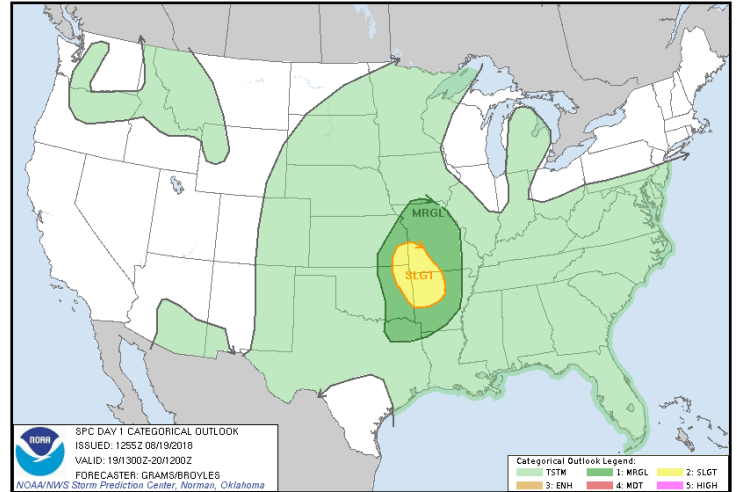 MRGL
SLGT
NOAA
SPC DAY 1 CATEGORICAL OUTLOOK
ISSUED: 1255Z 08/19/2018
VALID: 19/1300Z-20/1200Z
FORECASTER: GRAMS/BROYLES
NOAA/NWS Storm Prediction Center, Norman, Oklahoma
Categorical Outlook Legend:
TSTM 1: MRGL 2: SLGT
3: ENH 4: MDT 5: HIGH